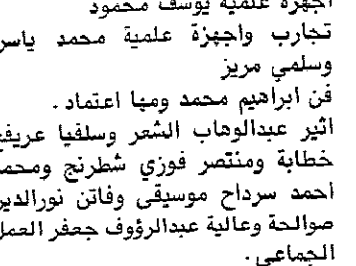 اجهزة علمية يوسف محمود
تجارب واجهزة علمية محمد ياسر
وسلمي مريز
فن ابراهيم محمد ومها اعتماد .
اثير عبدالوهاب الشعر وسلفيا عريفج
خطابة ومنتصر فوزي شطرنج ومحمد
احمد سرداح موسيقى وفاتن نورالدين
صوالحة وعالية عبدالرؤوف جعفر العمل
الجماعي .